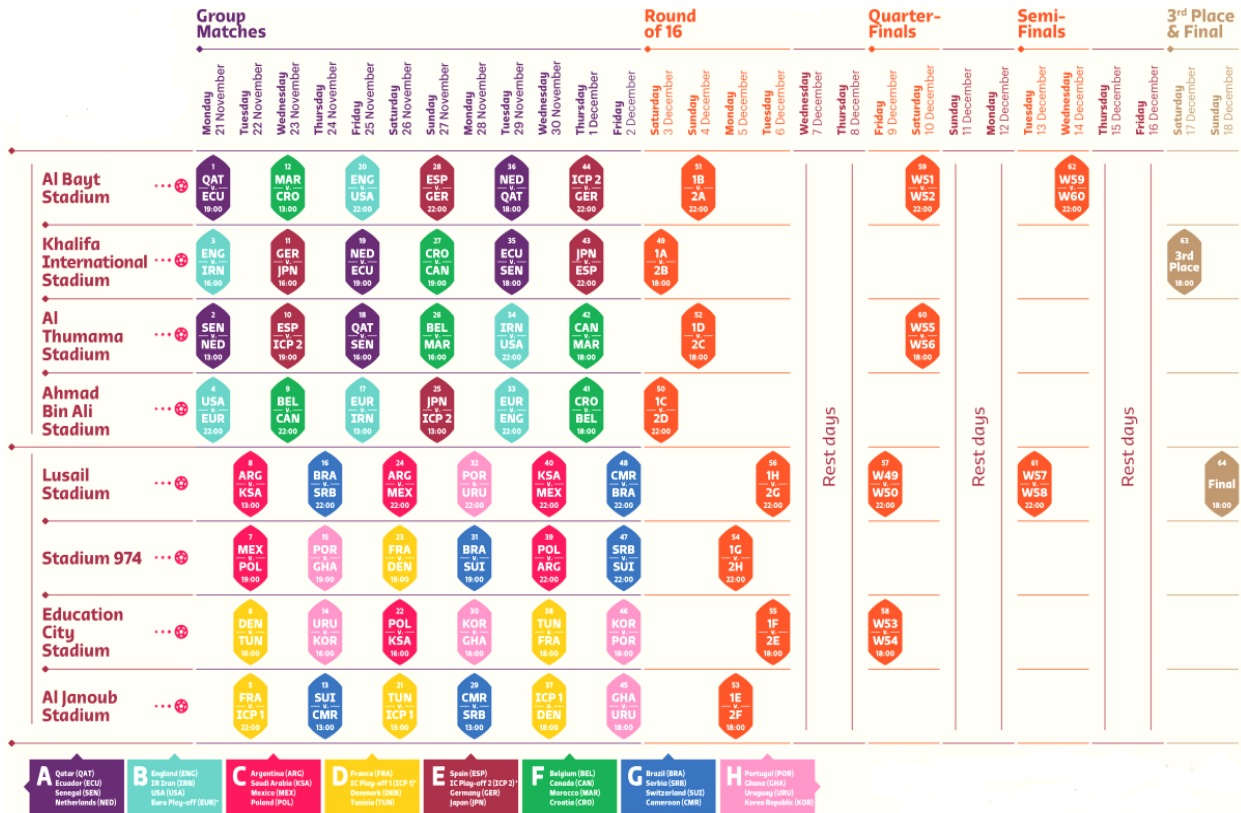 Group
Matches
Round
of 16
Quarter-
Finals
Semi-
Finals
3rd Place
& Final
Monday
21 November
Tuesday
22 November
Wednesday
23 November
Thursday
24 November
Friday
25 November
Saturday
26 November
Sunday
27 November
Monday
28 November
Tuesday
29 November
Wednesday
30 November
Thursday
1 December
Friday
2 December
Saturday
3 December
Sunday
4 December
Monday
5 December
Tuesday
6 December
Wednesday
7 December
Thursday
8 December
Friday
9 December
Saturday
10 December
Sunday
11 December
Monday
12 December
Tuesday
13 December
Wednesday
14 December
Thursday
15 December
Friday
16 December
Saturday
17 December
Sunday
18 December
Al Bayt
Stadium
1
QAT
v.
ECU
19:00
12
MAR
v.
CRO
13:00
20
ENG
v.
USA
22:00
28
ESP
v.
GER
22:00
36
NED
v.
QAT
18:00
44
ICP 2
v.
GER
22:00
51
1B
v.
2A
22:00
59
W51
v.
W52
22:00
62
W59
v.
W60
22:00
Khalifa
International
Stadium
3
ENG
v.
IRN
16:00
11
GER
v.
JPN
16:00
19
NED
v.
ECU
19:00
27
CRO
v.
CAN
19:00
35
ECU
v.
SEN
18:00
43
JPN
v.
ESP
22:00
49
1A
v.
2B
18:00
63
3rd
Place
18:00
Al
Thumama
Stadium
2
SEN
v.
NED
13:00
10
ESP
v.
ICP 2
19:00
18
QAT
v.
SEN
16:00
26
BEL
v.
MAR
16:00
34
IRN
v.
USA
22:00
42
CAN
v.
MAR
18:00
52
1D
v.
2C
18:00
60
W55
v.
W56
18:00
Ahmad
Bin Ali
Stadium
4
USA
v.
EUR
22:00
9
BEL
v.
CAN
22:00
17
EUR
v.
IRN
13:00
25
JPN
v.
ICP 2
13:00
33
EUR
v.
ENG
22:00
41
CRO
v.
BEL
18:00
50
1C
v.
2D
22:00
Rest days
Rest days
Rest days
Lusail
Stadium
8
ARG
v.
KSA
13:00
16
BRA
v.
SRB
22:00
24
ARG
v.
MEX
22:00
32
POR
v.
URU
22:00
40
KSA
v.
MEX
22:00
48
CMR
v.
BRA
22:00
56
1H
v.
2G
22:00
57
W49
v.
W50
22:00
61
W57
v.
W58
22:00
64
Final
18:00
Stadium 974
7
MEX
v.
POL
19:00
15
POR
v.
GHA
19:00
23
FRA
v.
DEN
19:00
31
BRA
v.
SUI
19:00
39
POL
v.
ARG
22:00
47
SRB
v.
SUI
22:00
54
1G
v.
2H
22:00
Education
City
Stadium
6
DEN
v.
TUN
16:00
14
URU
v.
KOR
16:00
22
POL
v.
KSA
16:00
30
KOR
v.
GHA
16:00
38
TUN
v.
FRA
18:00
46
KOR
v.
POR
18:00
55
1F
v.
2E
18:00
58
W53
v.
W54
18:00
Al Janoub
Stadium
5
FRA
v.
ICP 1
22:00
13
SUI
v.
CMR
13:00
21
TUN
v.
ICP 1
13:00
29
CMR
v.
SRB
13:00
37
ICP 1
v.
DEN
18:00
45
GHA
v.
URU
18:00
53
1E
v.
2F
18:00
A
Qatar (QAT)
Ecuador (ECU)
Senegal (SEN)
Netherlands (NED)
B
England (ENG)
IR Iran (IRN)
USA (USA)
Euro Play-off (EUR)*
C
Argentina (ARG)
Saudi Arabia (KSA)
Mexico (MEX)
Poland (POL)
D
France (FRA)
IC Play-off 1 (ICP 1)*
Denmark (DEN)
Tunisia (TUN)
E
Spain (ESP)
IC Play-off 2 (ICP 2)*
Germany (GER)
Japan (JPN)
F
Belgium (BEL)
Canada (CAN)
Morocco (MAR)
Croatia (CRO)
G
Brazil (BRA)
Serbia (SRB)
Switzerland (SUI)
Cameroon (CMR)
H
Portugal (POR)
Ghana (GHA)
Uruguay (URU)
Korea Republic (KOR)